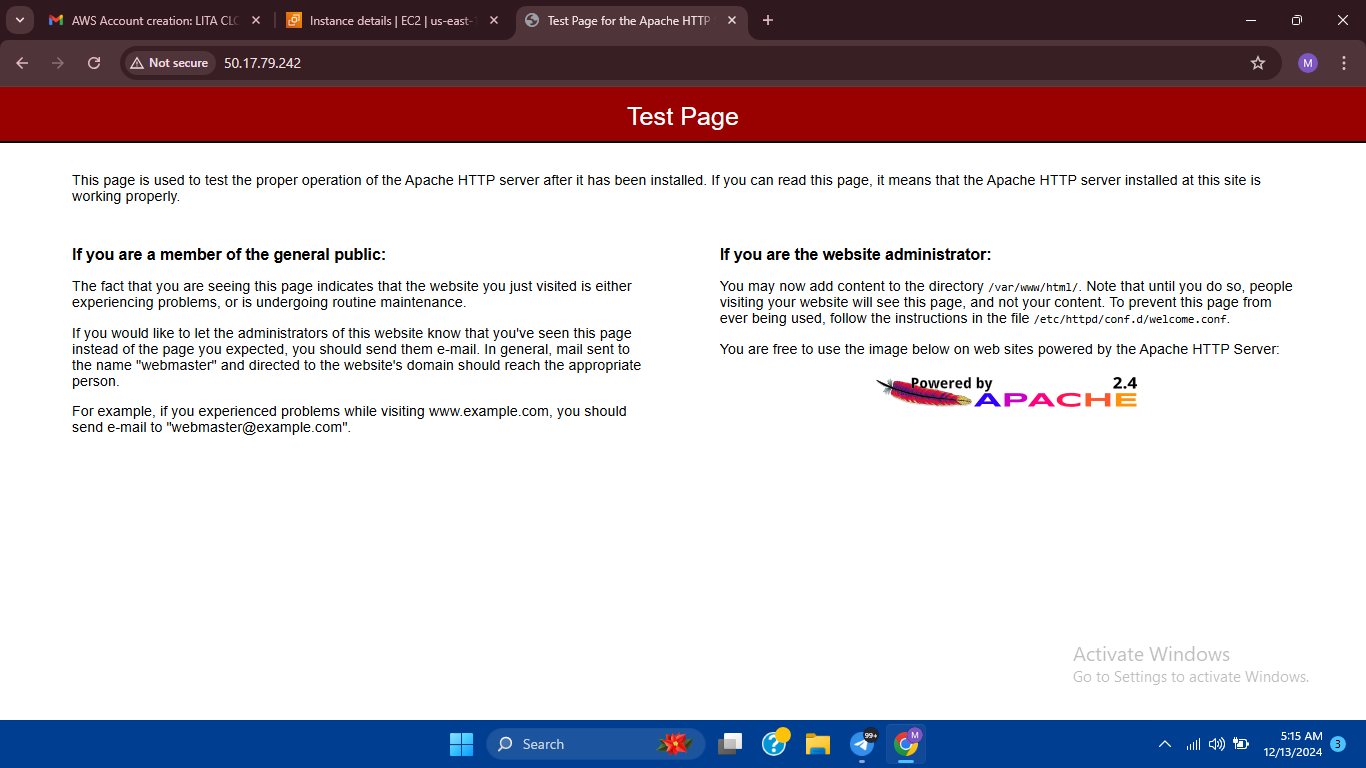 AWS Account creation: LITA CLO
Instance details | EC2 | us-east-1
Test Page for the Apache HTTP
Not secure
50.17.79.242
M
Test Page
This page is used to test the proper operation of the Apache HTTP server after it has been installed. If you can read this page, it means that the Apache HTTP server installed at this site is
working properly.
If you are a member of the general public:
The fact that you are seeing this page indicates that the website you just visited is either
experiencing problems, or is undergoing routine maintenance.
If you would like to let the administrators of this website know that you've seen this page
instead of the page you expected, you should send them e-mail. In general, mail sent to
the name "webmaster" and directed to the website's domain should reach the appropriate
person.
For example, if you experienced problems while visiting www.example.com, you should
send e-mail to "webmaster@example.com".
If you are the website administrator:
You may now add content to the directory /var/www/html/. Note that until you do so, people
visiting your website will see this page, and not your content. To prevent this page from
ever being used, follow the instructions in the file /etc/httpd/conf.d/welcome.conf.
You are free to use the image below on web sites powered by the Apache HTTP Server:
Powered by 2.4
APACHE
Activate Windows
Go to Settings to activate Windows.
Search
99+
M
5:15 AM
12/13/2024
3